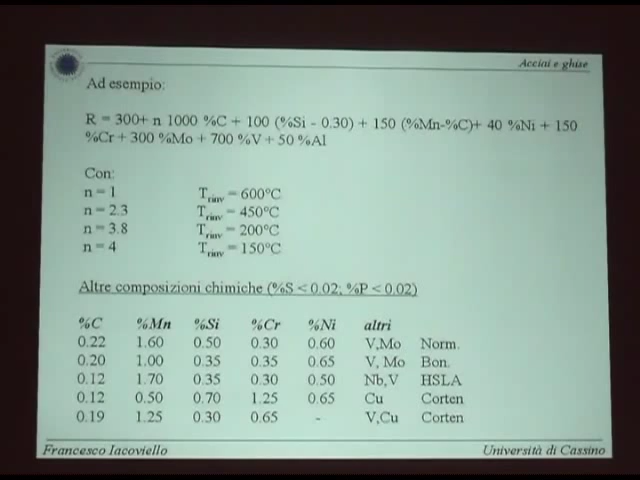 Acciai e ghise
Ad esempio:
R = 300+ n 1000 %C + 100 (%Si - 0.30) + 150 (%Mn-%C)+ 40 %Ni + 150
%Cr + 300 %Mo + 700 %V + 50 %Al
Con:
n = 1 Trinv = 600°C
n = 2.3 Trinv = 450°C
n = 3.8 Trinv = 200°C
n = 4 Trinv = 150°C
Altre composizioni chimiche (%S < 0.02; %P < 0.02)
%C %Mn %Si %Cr %Ni altri
0.22 1.60 0.50 0.30 0.60 V,Mo Norm.
0.20 1.00 0.35 0.35 0.65 V, Mo Bon.
0.12 1.70 0.35 0.30 0.50 Nb,V HSLA
0.12 0.50 0.70 1.25 0.65 Cu Corten
0.19 1.25 0.30 0.65 - V,Cu Corten
Francesco Iacoviello Università di Cassino